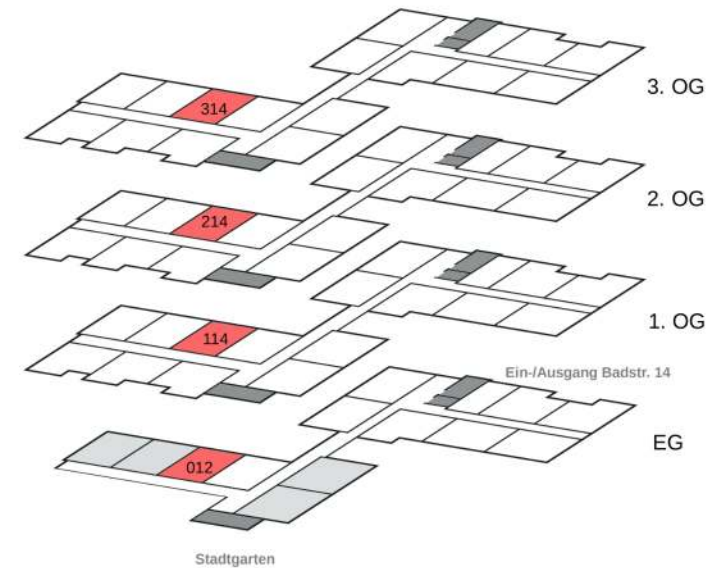 3. OG
314
2. OG
214
1. OG
114
Ein-/Ausgang Badstr. 14
EG
012
Stadtgarten